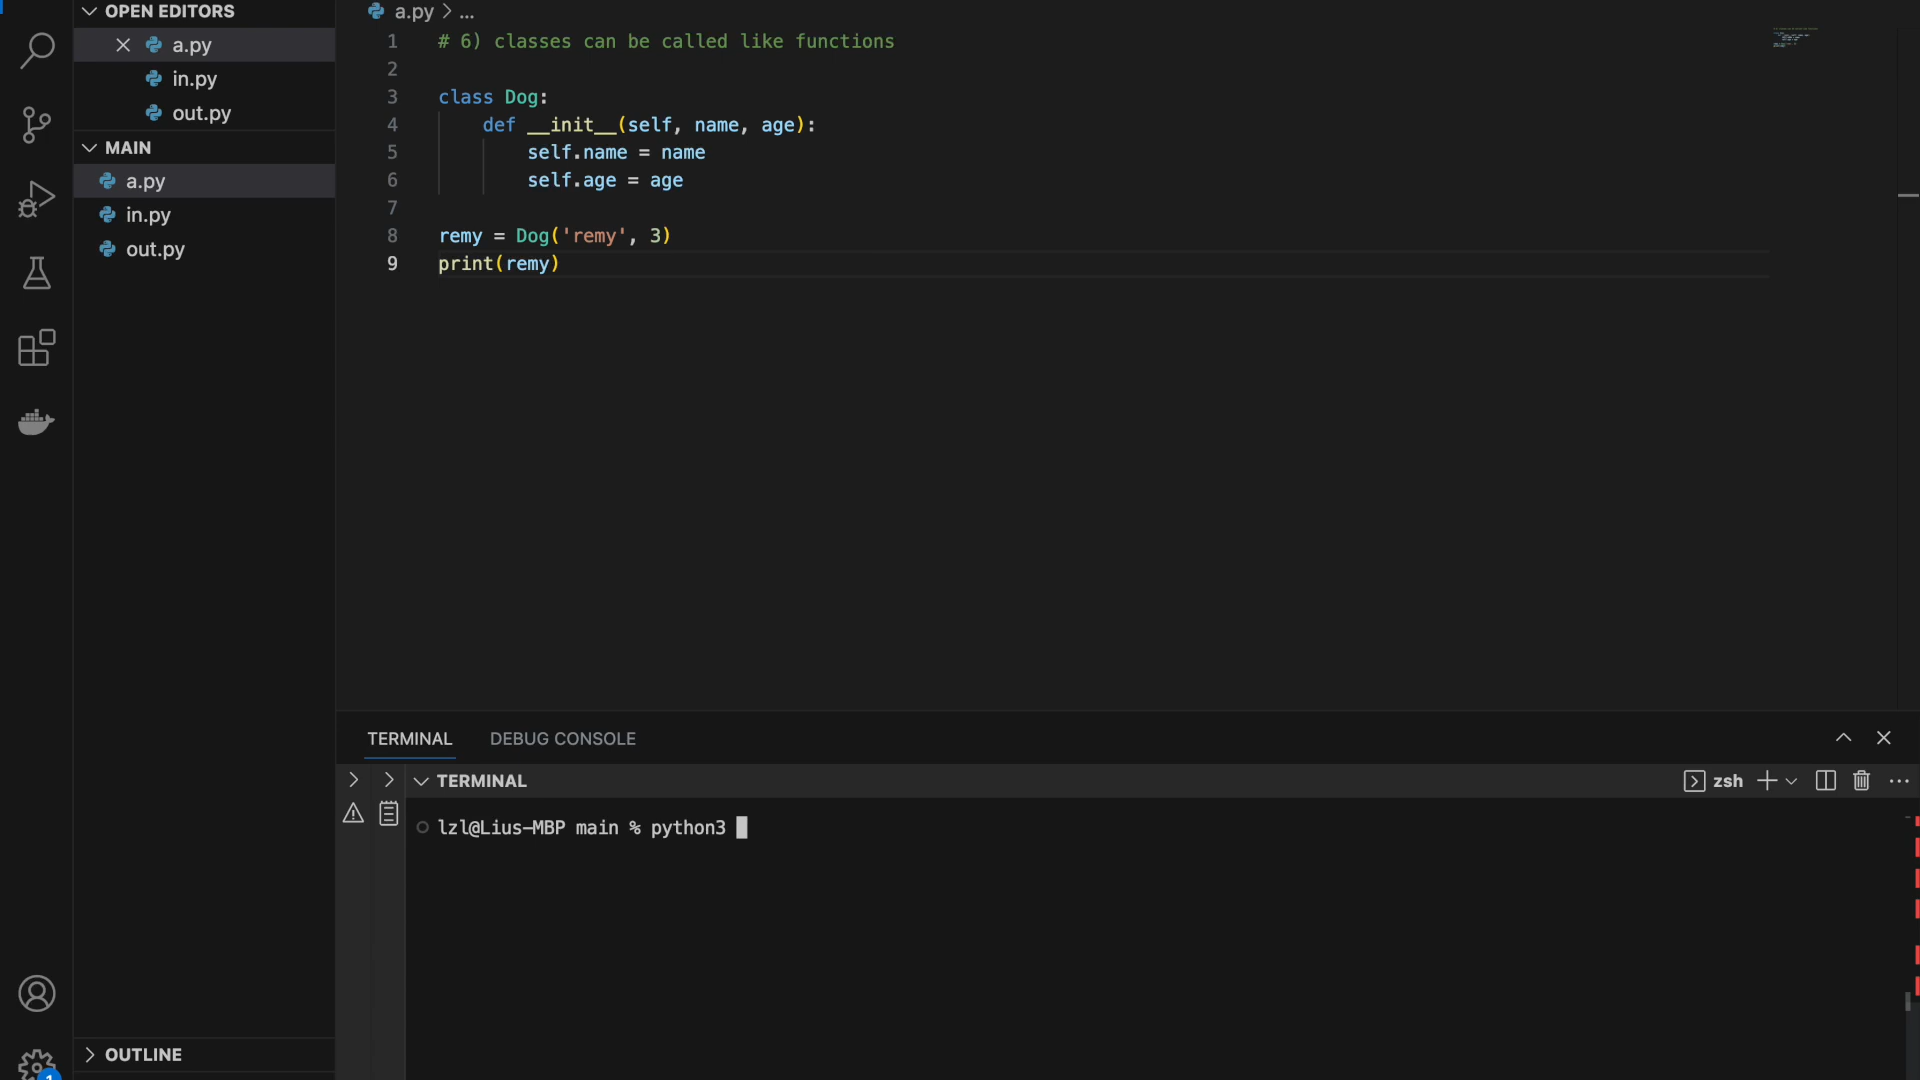 OPEN EDITORS
a.py
in.py
out.py
MAIN
a.py
in.py
out.py
OUTLINE
1
a.py > ...
1 # 6) classes can be called like functions
2
3 class Dog:
4 def __init__(self, name, age):
5 self.name = name
6 self.age = age
7
8 remy = Dog('remy', 3)
9 print(remy)
TERMINAL DEBUG CONSOLE
TERMINAL
zsh
lzl@Lius-MBP main % python3